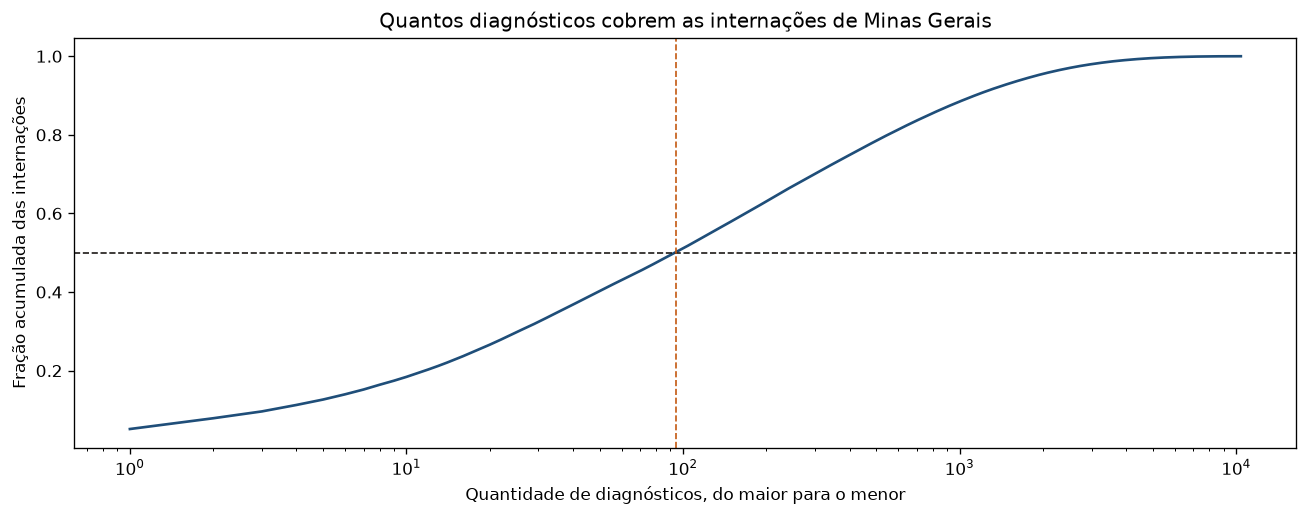 Quantos diagnósticos cobrem as internações de Minas Gerais
Fração acumulada das internações
1.0
0.8
0.6
0.4
0.2
10⁰ 10¹ 10² 10³ 10⁴
Quantidade de diagnósticos, do maior para o menor